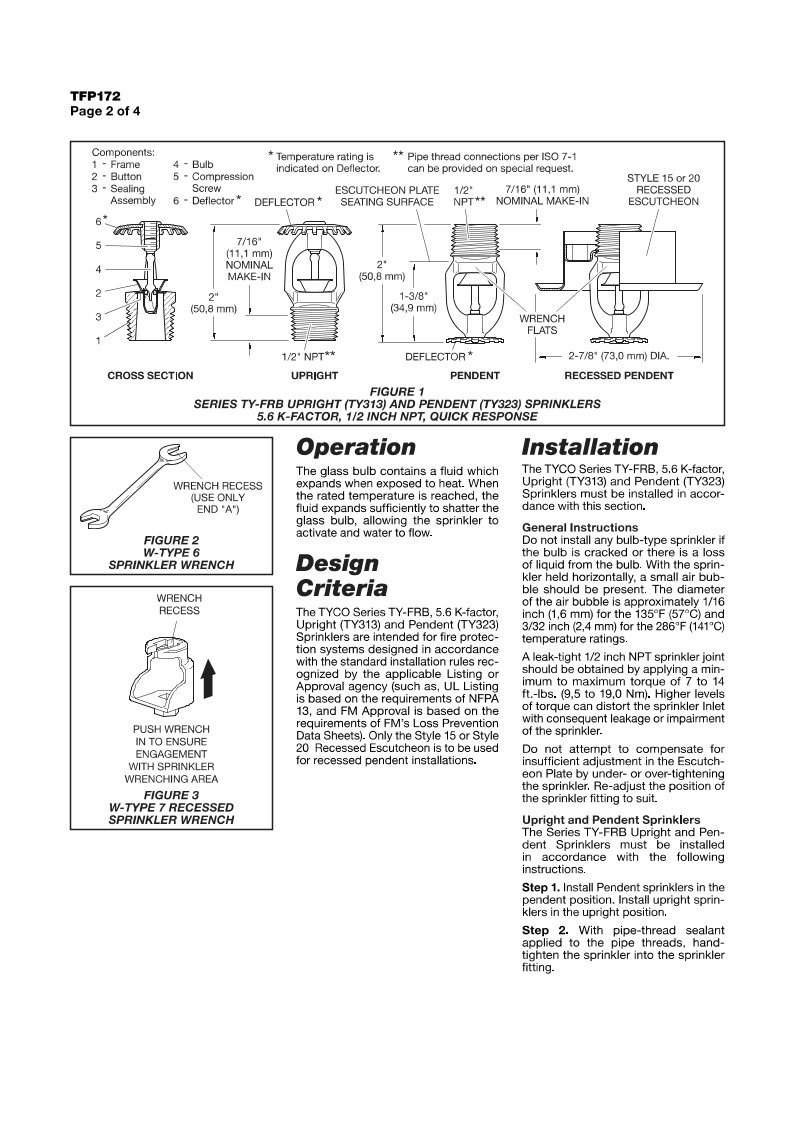 TFP172
Page 2 of 4
Components:
1 - Frame
2 - Button
3 - Sealing
Assembly
4 - Bulb
5 - Compression
Screw
6 - Deflector *
* Temperature rating is
indicated on Deflector.
** Pipe thread connections per ISO 7-1
can be provided on special request.
6*
5
4
2
3
1
CROSS SECTION
DEFLECTOR *
7/16"
(11,1 mm)
NOMINAL
MAKE-IN
2"
(50,8 mm)
1/2" NPT**
UPRIGHT
ESCUTCHEON PLATE
SEATING SURFACE
1/2"
NPT**
7/16" (11,1 mm)
NOMINAL MAKE-IN
2"
(50,8 mm)
1-3/8"
(34,9 mm)
WRENCH
FLATS
DEFLECTOR *
PENDENT
STYLE 15 or 20
RECESSED
ESCUTCHEON
2-7/8" (73,0 mm) DIA.
RECESSED PENDENT
FIGURE 1
SERIES TY-FRB UPRIGHT (TY313) AND PENDENT (TY323) SPRINKLERS
5.6 K-FACTOR, 1/2 INCH NPT, QUICK RESPONSE
WRENCH RECESS
(USE ONLY
END "A")
FIGURE 2
W-TYPE 6
SPRINKLER WRENCH
WRENCH
RECESS
PUSH WRENCH
IN TO ENSURE
ENGAGEMENT
WITH SPRINKLER
WRENCHING AREA
FIGURE 3
W-TYPE 7 RECESSED
SPRINKLER WRENCH
Operation
The glass bulb contains a fluid which
expands when exposed to heat. When
the rated temperature is reached, the
fluid expands sufficiently to shatter the
glass bulb, allowing the sprinkler to
activate and water to flow.
Design
Criteria
The TYCO Series TY-FRB, 5.6 K-factor,
Upright (TY313) and Pendent (TY323)
Sprinklers are intended for fire protec-
tion systems designed in accordance
with the standard installation rules rec-
ognized by the applicable Listing or
Approval agency (such as, UL Listing
is based on the requirements of NFPA
13, and FM Approval is based on the
requirements of FM's Loss Prevention
Data Sheets). Only the Style 15 or Style
20 Recessed Escutcheon is to be used
for recessed pendent installations.
Installation
The TYCO Series TY-FRB, 5.6 K-factor,
Upright (TY313) and Pendent (TY323)
Sprinklers must be installed in accor-
dance with this section.
General Instructions
Do not install any bulb-type sprinkler if
the bulb is cracked or there is a loss
of liquid from the bulb. With the sprin-
kler held horizontally, a small air bub-
ble should be present. The diameter
of the air bubble is approximately 1/16
inch (1,6 mm) for the 135°F (57°C) and
3/32 inch (2,4 mm) for the 286°F (141°C)
temperature ratings.
A leak-tight 1/2 inch NPT sprinkler joint
should be obtained by applying a min-
imum to maximum torque of 7 to 14
ft.-lbs. (9,5 to 19,0 Nm). Higher levels
of torque can distort the sprinkler Inlet
with consequent leakage or impairment
of the sprinkler.
Do not attempt to compensate for
insufficient adjustment in the Escutch-
eon Plate by under- or over-tightening
the sprinkler. Re-adjust the position of
the sprinkler fitting to suit.
Upright and Pendent Sprinklers
The Series TY-FRB Upright and Pen-
dent Sprinklers must be installed
in accordance with the following
instructions.
Step 1. Install Pendent sprinklers in the
pendent position. Install upright sprin-
klers in the upright position.
Step 2. With pipe-thread sealant
applied to the pipe threads, hand-
tighten the sprinkler into the sprinkler
fitting.